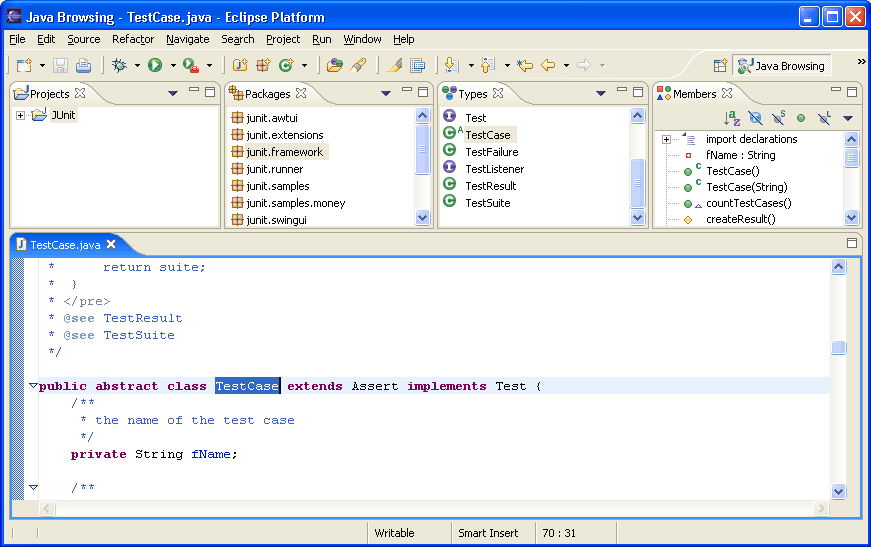 Java Browsing - TestCase.java - Eclipse Platform
File Edit Source Refactor Navigate Search Project Run Window Help
Java Browsing »
Projects
JUnit
Packages
junit.awtui
junit.extensions
junit.framework
junit.runner
junit.samples
junit.samples.money
junit.swingui
Types
Test
TestCase
TestFailure
TestListener
TestResult
TestSuite
Members
import declarations
fName : String
TestCase()
TestCase(String)
countTestCases()
createResult()
TestCase.java
* return suite;
* }
* </pre>
* @see TestResult
* @see TestSuite
*/
public abstract class TestCase extends Assert implements Test {
/**
* the name of the test case
*/
private String fName;
/**
Writable Smart Insert 70 : 31